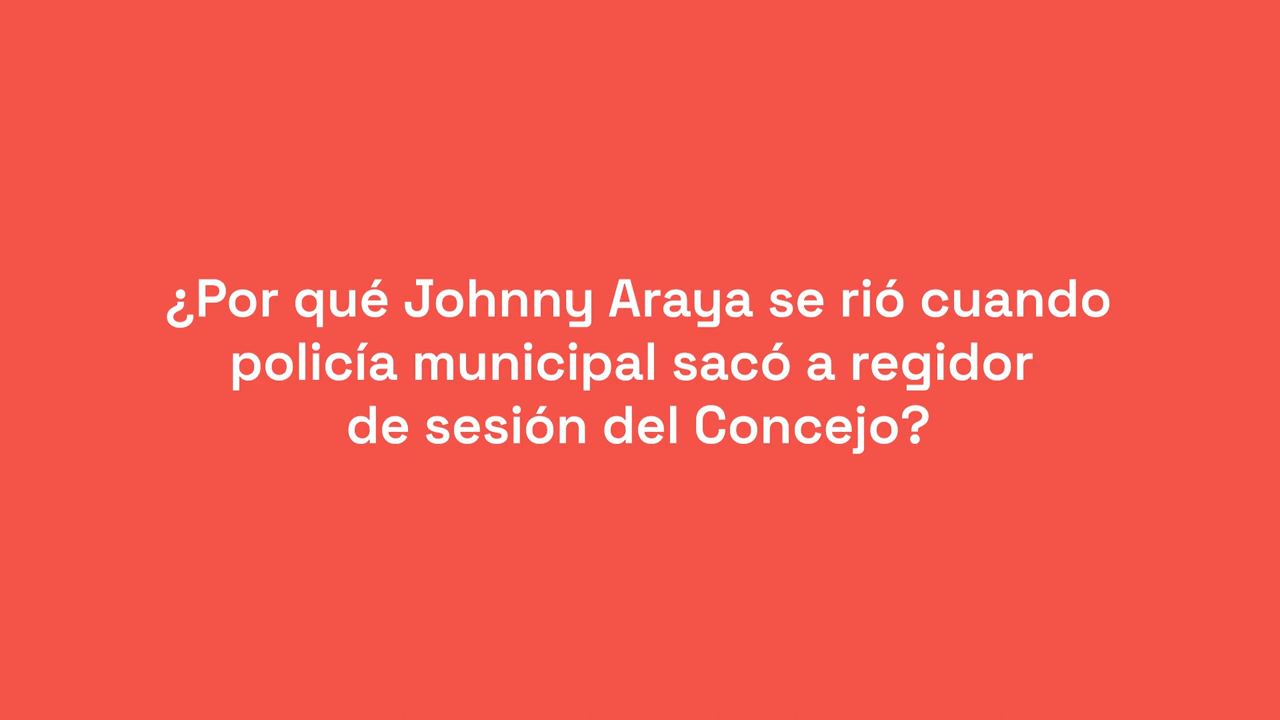 ¿Por qué Johnny Araya se rió cuando
policía municipal sacó a regidor
de sesión del Concejo?